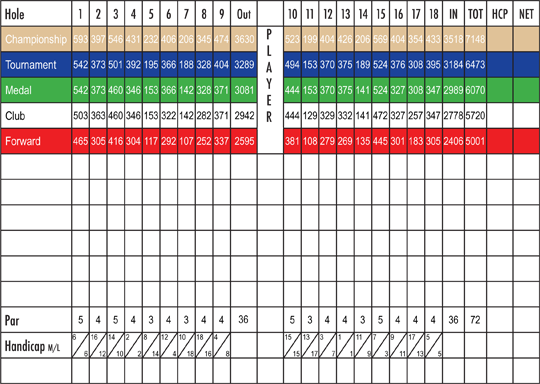 Hole 1 2 3 4 5 6 7 8 9 Out PLAYER 10 11 12 13 14 15 16 17 18 IN TOT HCP NET
Championship 593 397 546 431 232 406 206 345 474 3630 523 199 404 426 206 569 404 354 433 3518 7148
Tournament 542 373 501 392 195 366 188 328 404 3289 494 153 370 375 189 524 376 308 395 3184 6473
Medal 542 373 460 346 153 366 142 328 371 3081 444 153 370 375 141 524 327 308 347 2989 6070
Club 503 363 460 346 153 322 142 282 371 2942 444 129 329 332 141 472 327 257 347 2778 5720
Forward 465 305 416 304 117 292 107 252 337 2595 381 108 279 269 135 445 301 183 305 2406 5001
Par 5 4 5 4 3 4 3 4 4 36 5 3 4 4 3 5 4 4 4 36 72
Handicap M/L 6/6 16/12 14/10 2/2 8/14 12/4 10/18 18/16 4/8 15/15 13/17 3/7 1/1 11/9 7/3 9/11 17/13 5/5